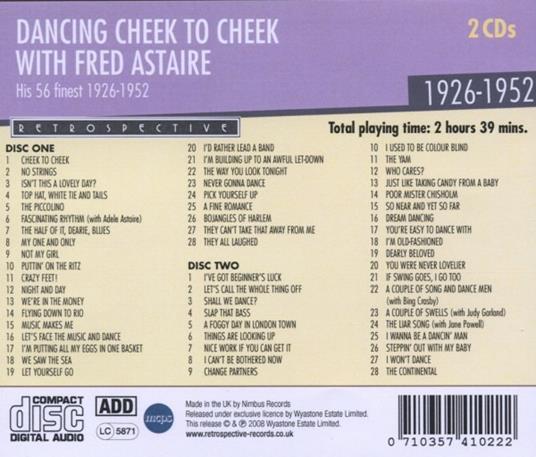 DANCING CHEEK TO CHEEK
WITH FRED ASTAIRE
His 56 finest 1926-1952
2 CDs
1926-1952
RETROSPECTIVE
Total playing time: 2 hours 39 mins.
DISC ONE
1 CHEEK TO CHEEK
2 NO STRINGS
3 ISN'T THIS A LOVELY DAY?
4 TOP HAT, WHITE TIE AND TAILS
5 THE PICCOLINO
6 FASCINATING RHYTHM (with Adele Astaire)
7 THE HALF OF IT, DEARIE, BLUES
8 MY ONE AND ONLY
9 NOT MY GIRL
10 PUTTIN' ON THE RITZ
11 CRAZY FEET!
12 NIGHT AND DAY
13 WE'RE IN THE MONEY
14 FLYING DOWN TO RIO
15 MUSIC MAKES ME
16 LET'S FACE THE MUSIC AND DANCE
17 I'M PUTTING ALL MY EGGS IN ONE BASKET
18 WE SAW THE SEA
19 LET YOURSELF GO
20 I'D RATHER LEAD A BAND
21 I'M BUILDING UP TO AN AWFUL LET-DOWN
22 THE WAY YOU LOOK TONIGHT
23 NEVER GONNA DANCE
24 PICK YOURSELF UP
25 A FINE ROMANCE
26 BOJANGLES OF HARLEM
27 THEY CAN'T TAKE THAT AWAY FROM ME
28 THEY ALL LAUGHED
DISC TWO
1 I'VE GOT BEGINNER'S LUCK
2 LET'S CALL THE WHOLE THING OFF
3 SHALL WE DANCE?
4 SLAP THAT BASS
5 A FOGGY DAY IN LONDON TOWN
6 THINGS ARE LOOKING UP
7 NICE WORK IF YOU CAN GET IT
8 I CAN'T BE BOTHERED NOW
9 CHANGE PARTNERS
10 I USED TO BE COLOUR BLIND
11 THE YAM
12 WHO CARES?
13 JUST LIKE TAKING CANDY FROM A BABY
14 POOR MISTER CHISHOLM
15 SO NEAR AND YET SO FAR
16 DREAM DANCING
17 YOU'RE EASY TO DANCE WITH
18 I'M OLD-FASHIONED
19 DEARLY BELOVED
20 YOU WERE NEVER LOVELIER
21 IF SWING GOES, I GO TOO
22 A COUPLE OF SONG AND DANCE MEN
(with Bing Crosby)
23 A COUPLE OF SWELLS (with Judy Garland)
24 THE LIAR SONG (with Jane Powell)
25 I WANNA BE A DANCIN' MAN
26 STEPPIN' OUT WITH MY BABY
27 I WON'T DANCE
28 THE CONTINENTAL
COMPACT
disc
DIGITAL AUDIO
ADD
LC 5871
mcps
Made in the UK by Nimbus Records
Released under exclusive licence by Wyastone Estate Limited.
This release © & ℗ 2008 Wyastone Estate Limited.
www.retrospective-records.co.uk
0 710357 410222